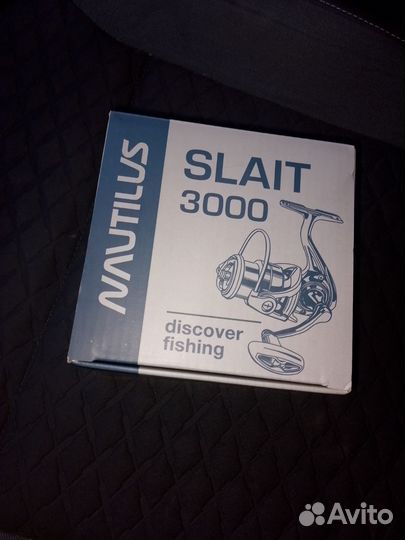 NAUTILUS
SLAIT
3000
discover
fishing
Avito